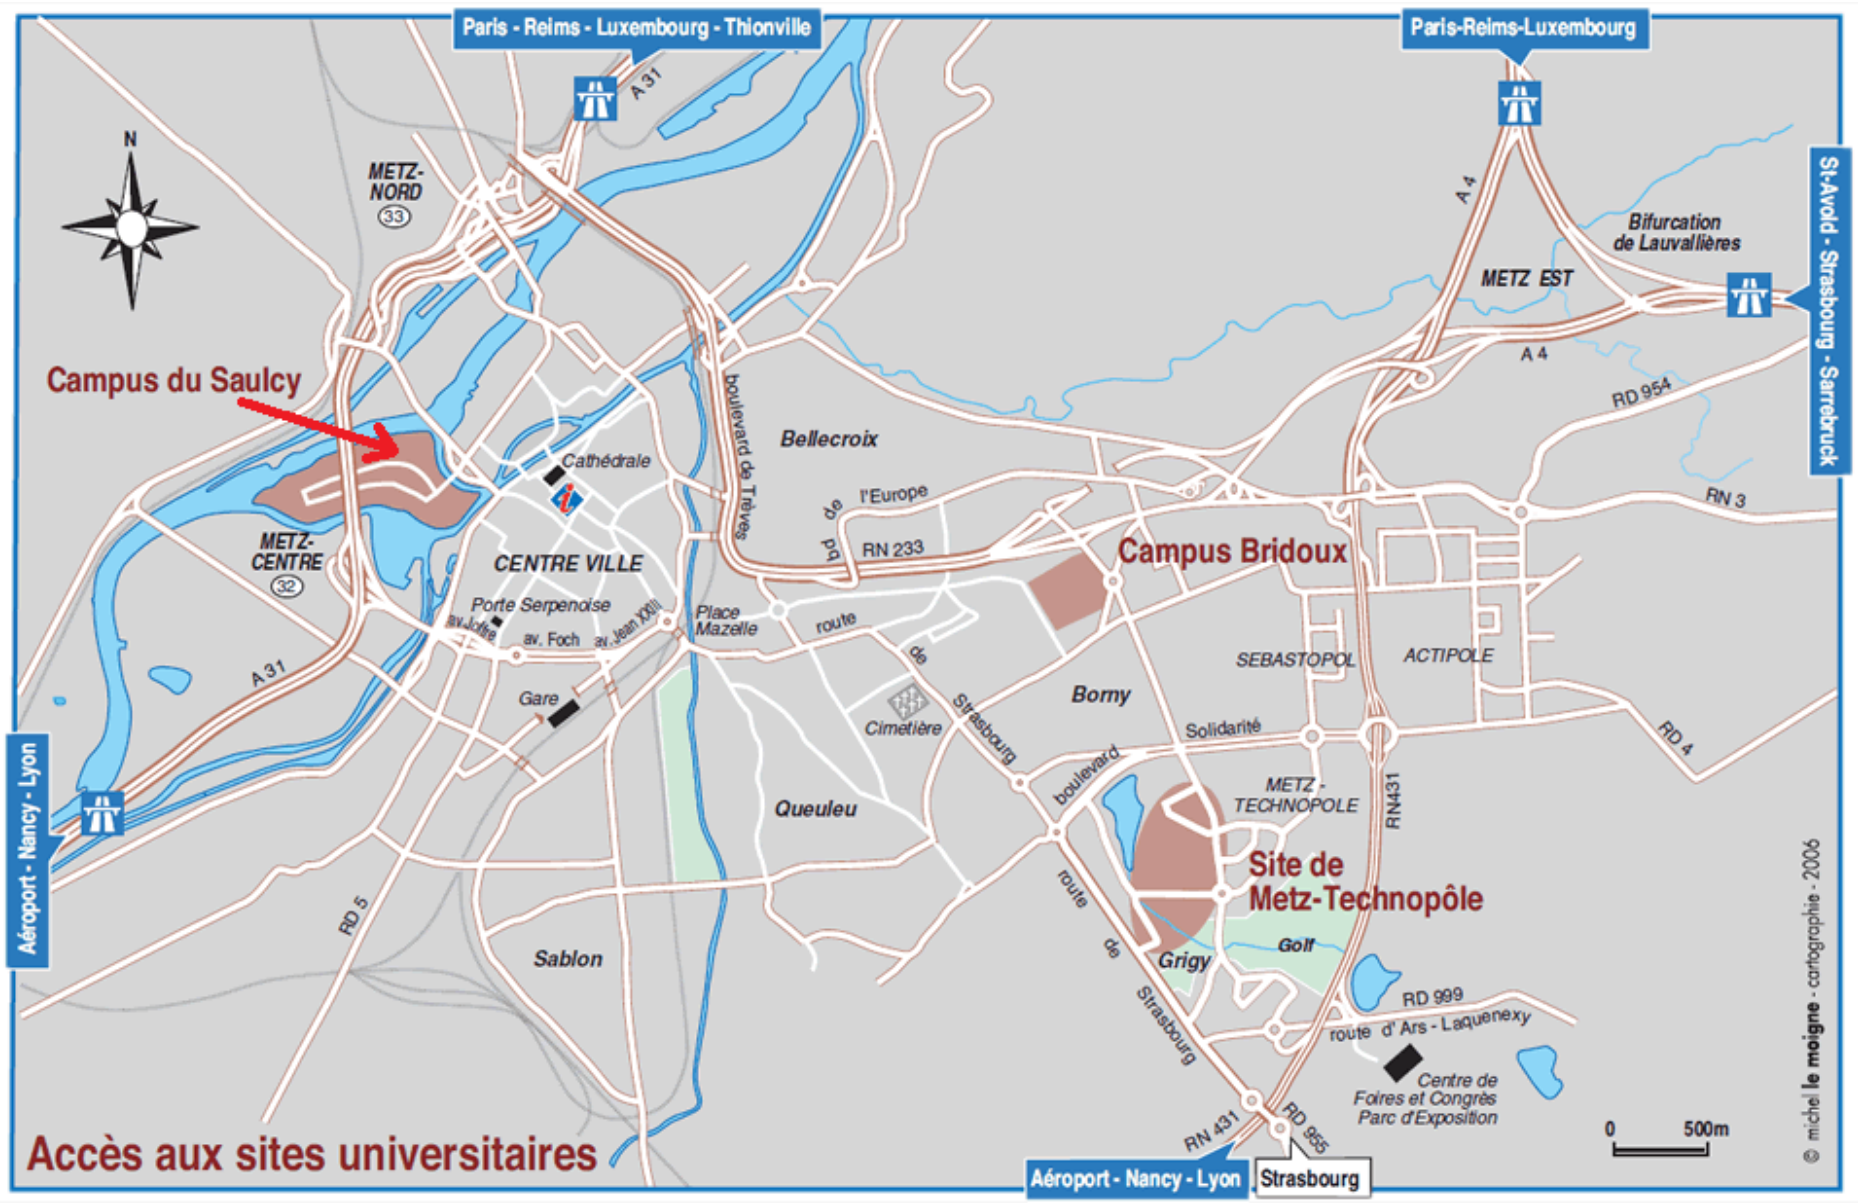 Paris - Reims - Luxembourg - Thionville
Paris-Reims-Luxembourg
A 31
N
METZ-
NORD
33
A 4
Bifurcation
de Lauvallières
METZ EST
St-Avold - Strasbourg - Sarrebruck
A 4
RD 954
Campus du Saulcy
boulevard de Trèves
Bellecroix
Cathédrale
i
de
l'Europe
bd
RN 233
RN 3
METZ-
CENTRE
32
CENTRE VILLE
Campus Bridoux
Porte Serpenoise
av. Joffre
av. Foch
av. Jean XXIII
Place
Mazelle
route
de
Strasbourg
SEBASTOPOL
ACTIPOLE
A 31
Gare
Cimetière
Borny
Solidarité
boulevard
RD 4
METZ -
TECHNOPOLE
RN431
Aéroport - Nancy - Lyon
Queuleu
Site de
Metz-Technopôle
route
de
Strasbourg
RD 5
Sablon
Grigy
Golf
RD 999
route d' Ars - Laquenexy
Centre de
Foires et Congrès
Parc d'Exposition
RN 431
RD 955
0 500m
Accès aux sites universitaires
Aéroport - Nancy - Lyon
Strasbourg
© michel le moigne - cartographie - 2006